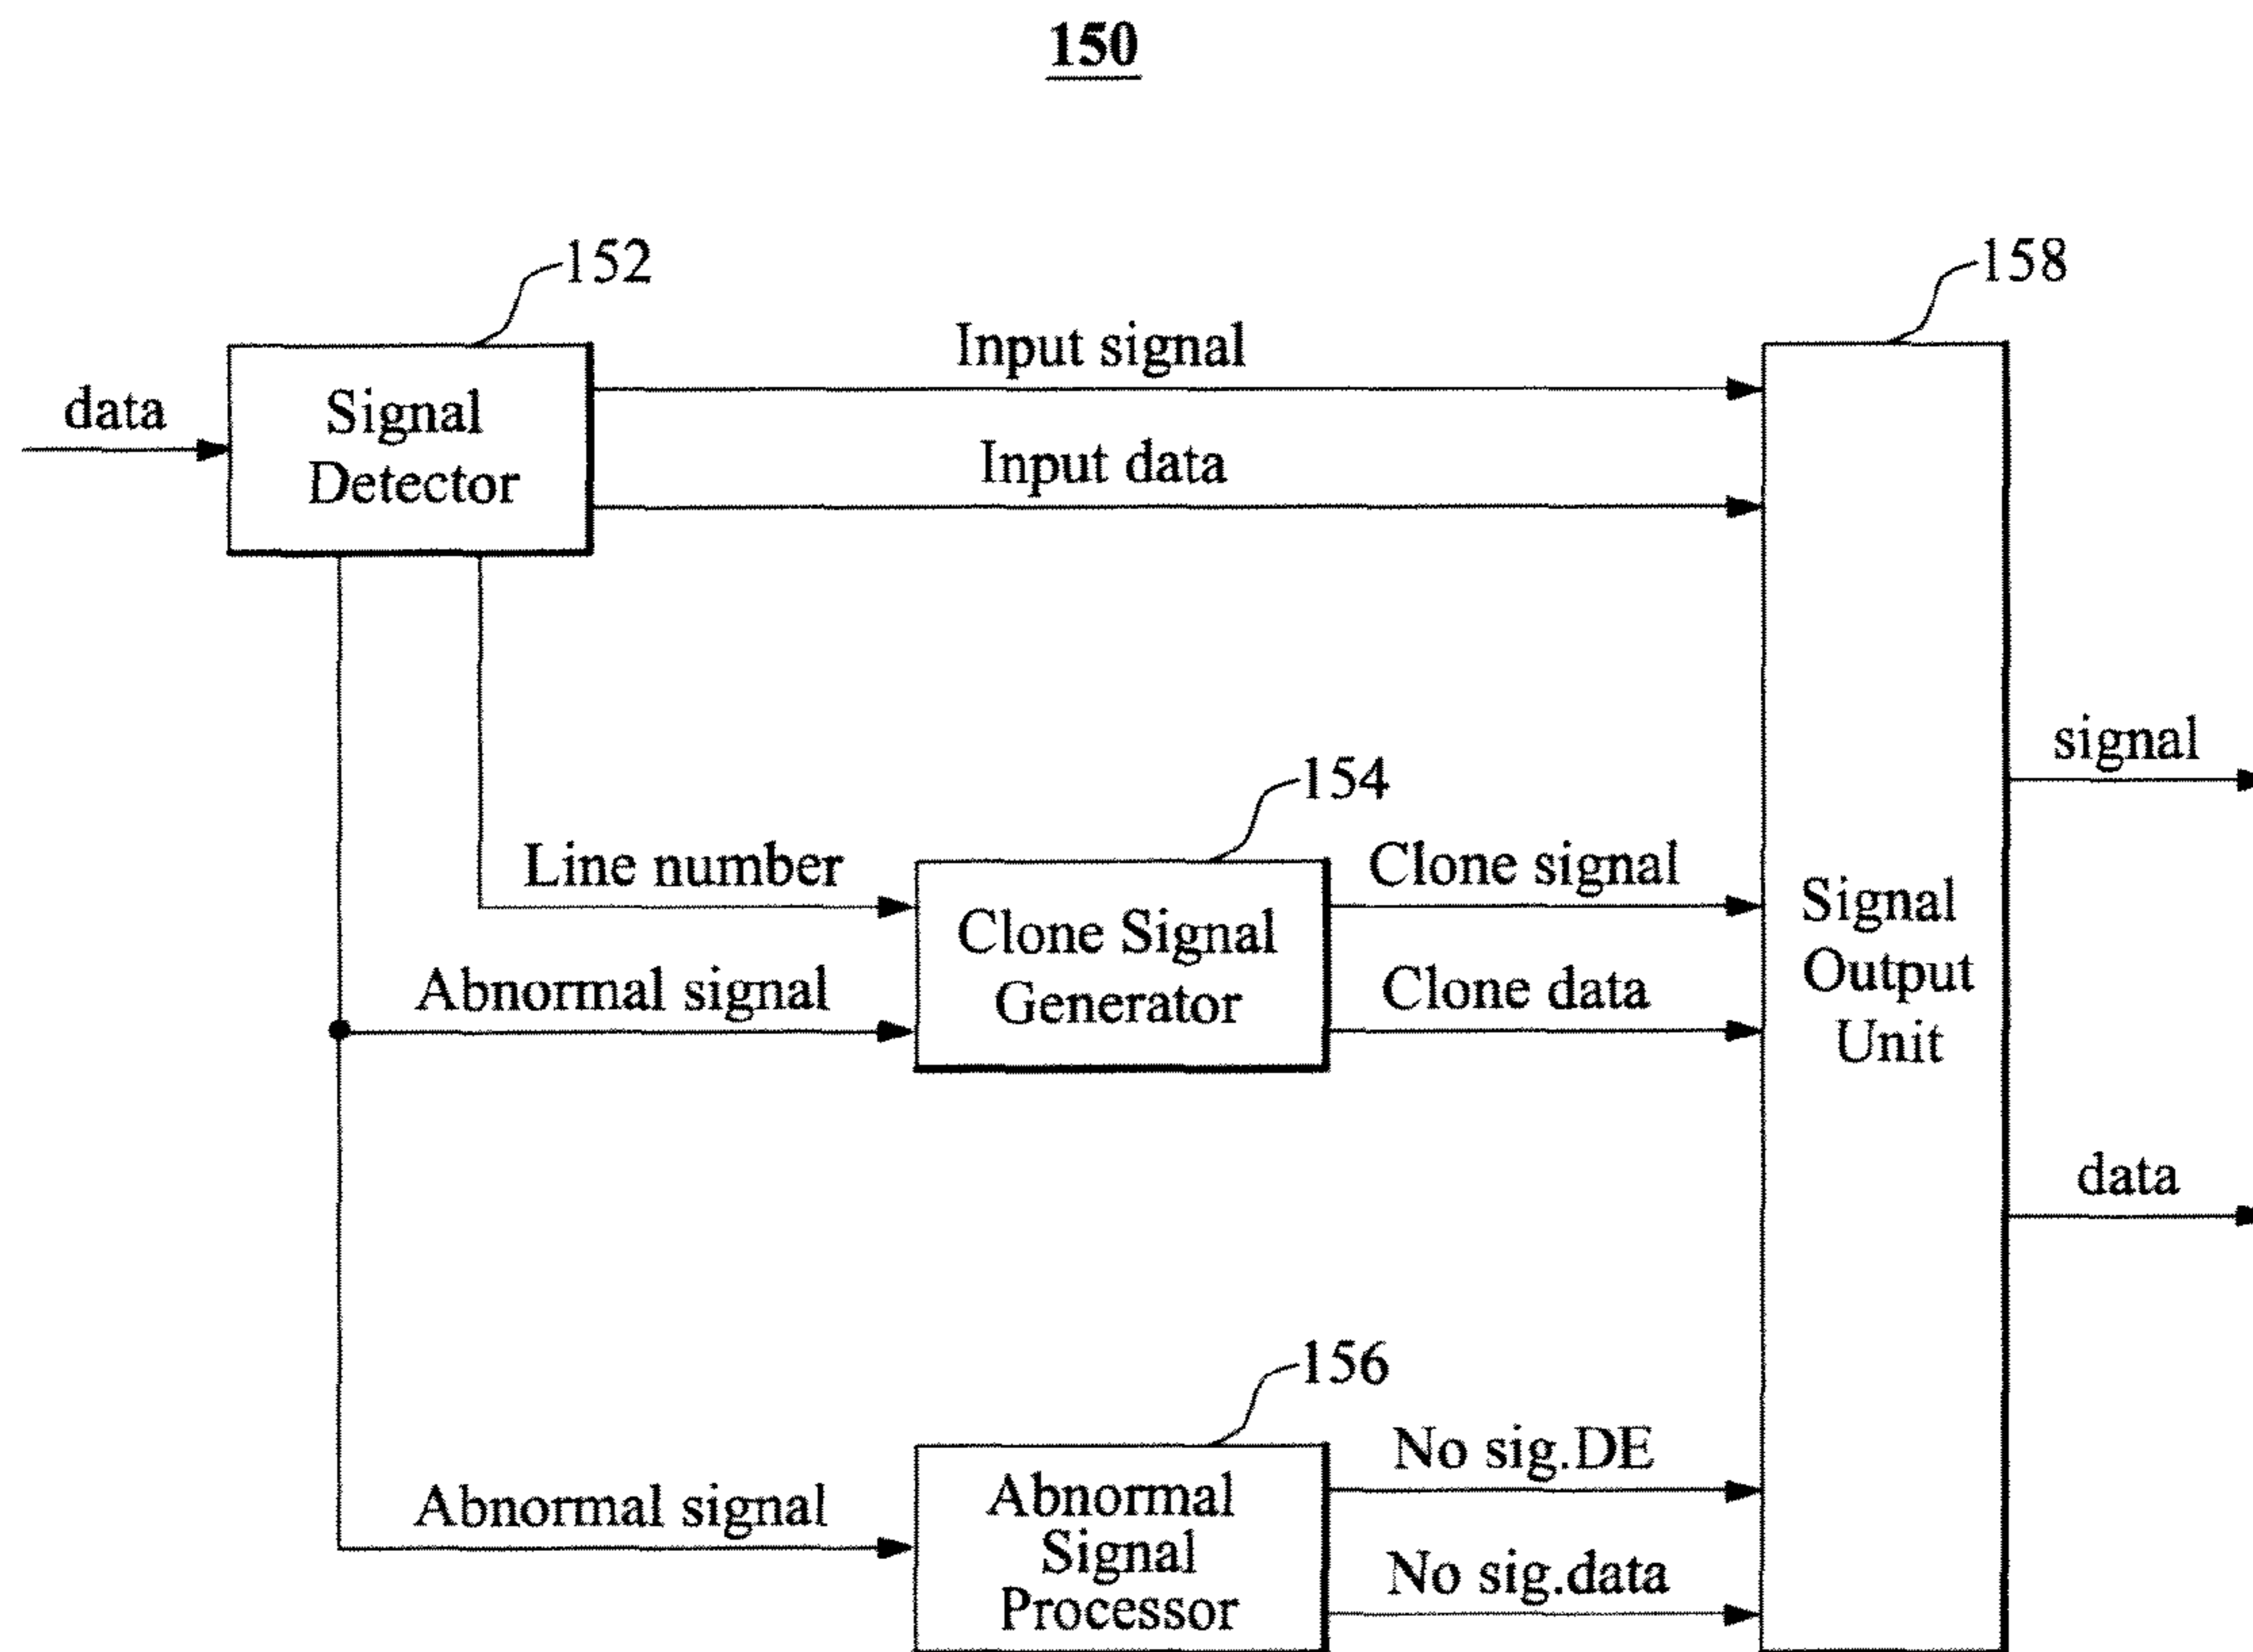 150
152
158
Input signal
data
Signal
Detector
Input data
signal
154
Line number
Clone signal
Clone Signal
Generator
Abnormal signal
Clone data
Signal
Output
Unit
data
156
No sig.DE
Abnormal signal
Abnormal
Signal
Processor
No sig.data